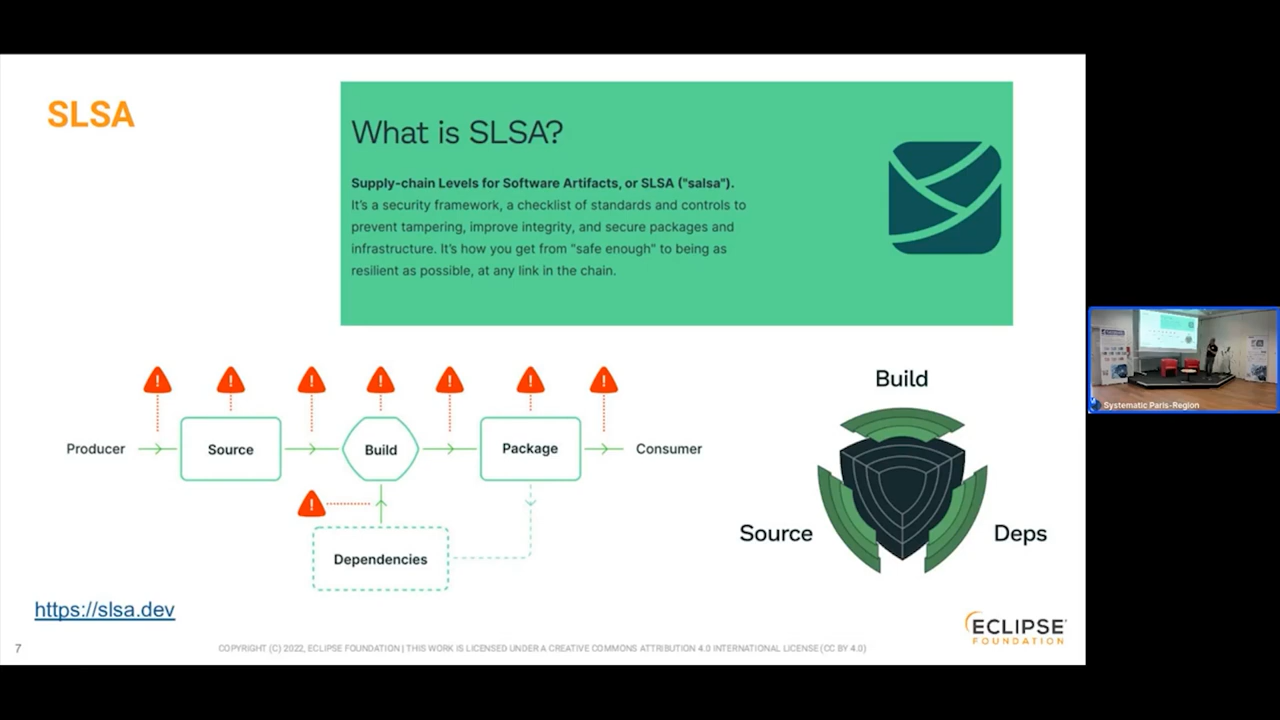 SLSA
What is SLSA?
Supply-chain Levels for Software Artifacts, or SLSA ("salsa").
It's a security framework, a checklist of standards and controls to
prevent tampering, improve integrity, and secure packages and
infrastructure. It's how you get from "safe enough" to being as
resilient as possible, at any link in the chain.
Producer
Source
Build
Package
Consumer
Dependencies
Build
Source
Deps
https://slsa.dev
ECLIPSE
FOUNDATION
7
COPYRIGHT (C) 2022, ECLIPSE FOUNDATION | THIS WORK IS LICENSED UNDER A CREATIVE COMMONS ATTRIBUTION 4.0 INTERNATIONAL LICENSE (CC BY 4.0)
Systematic Paris-Region